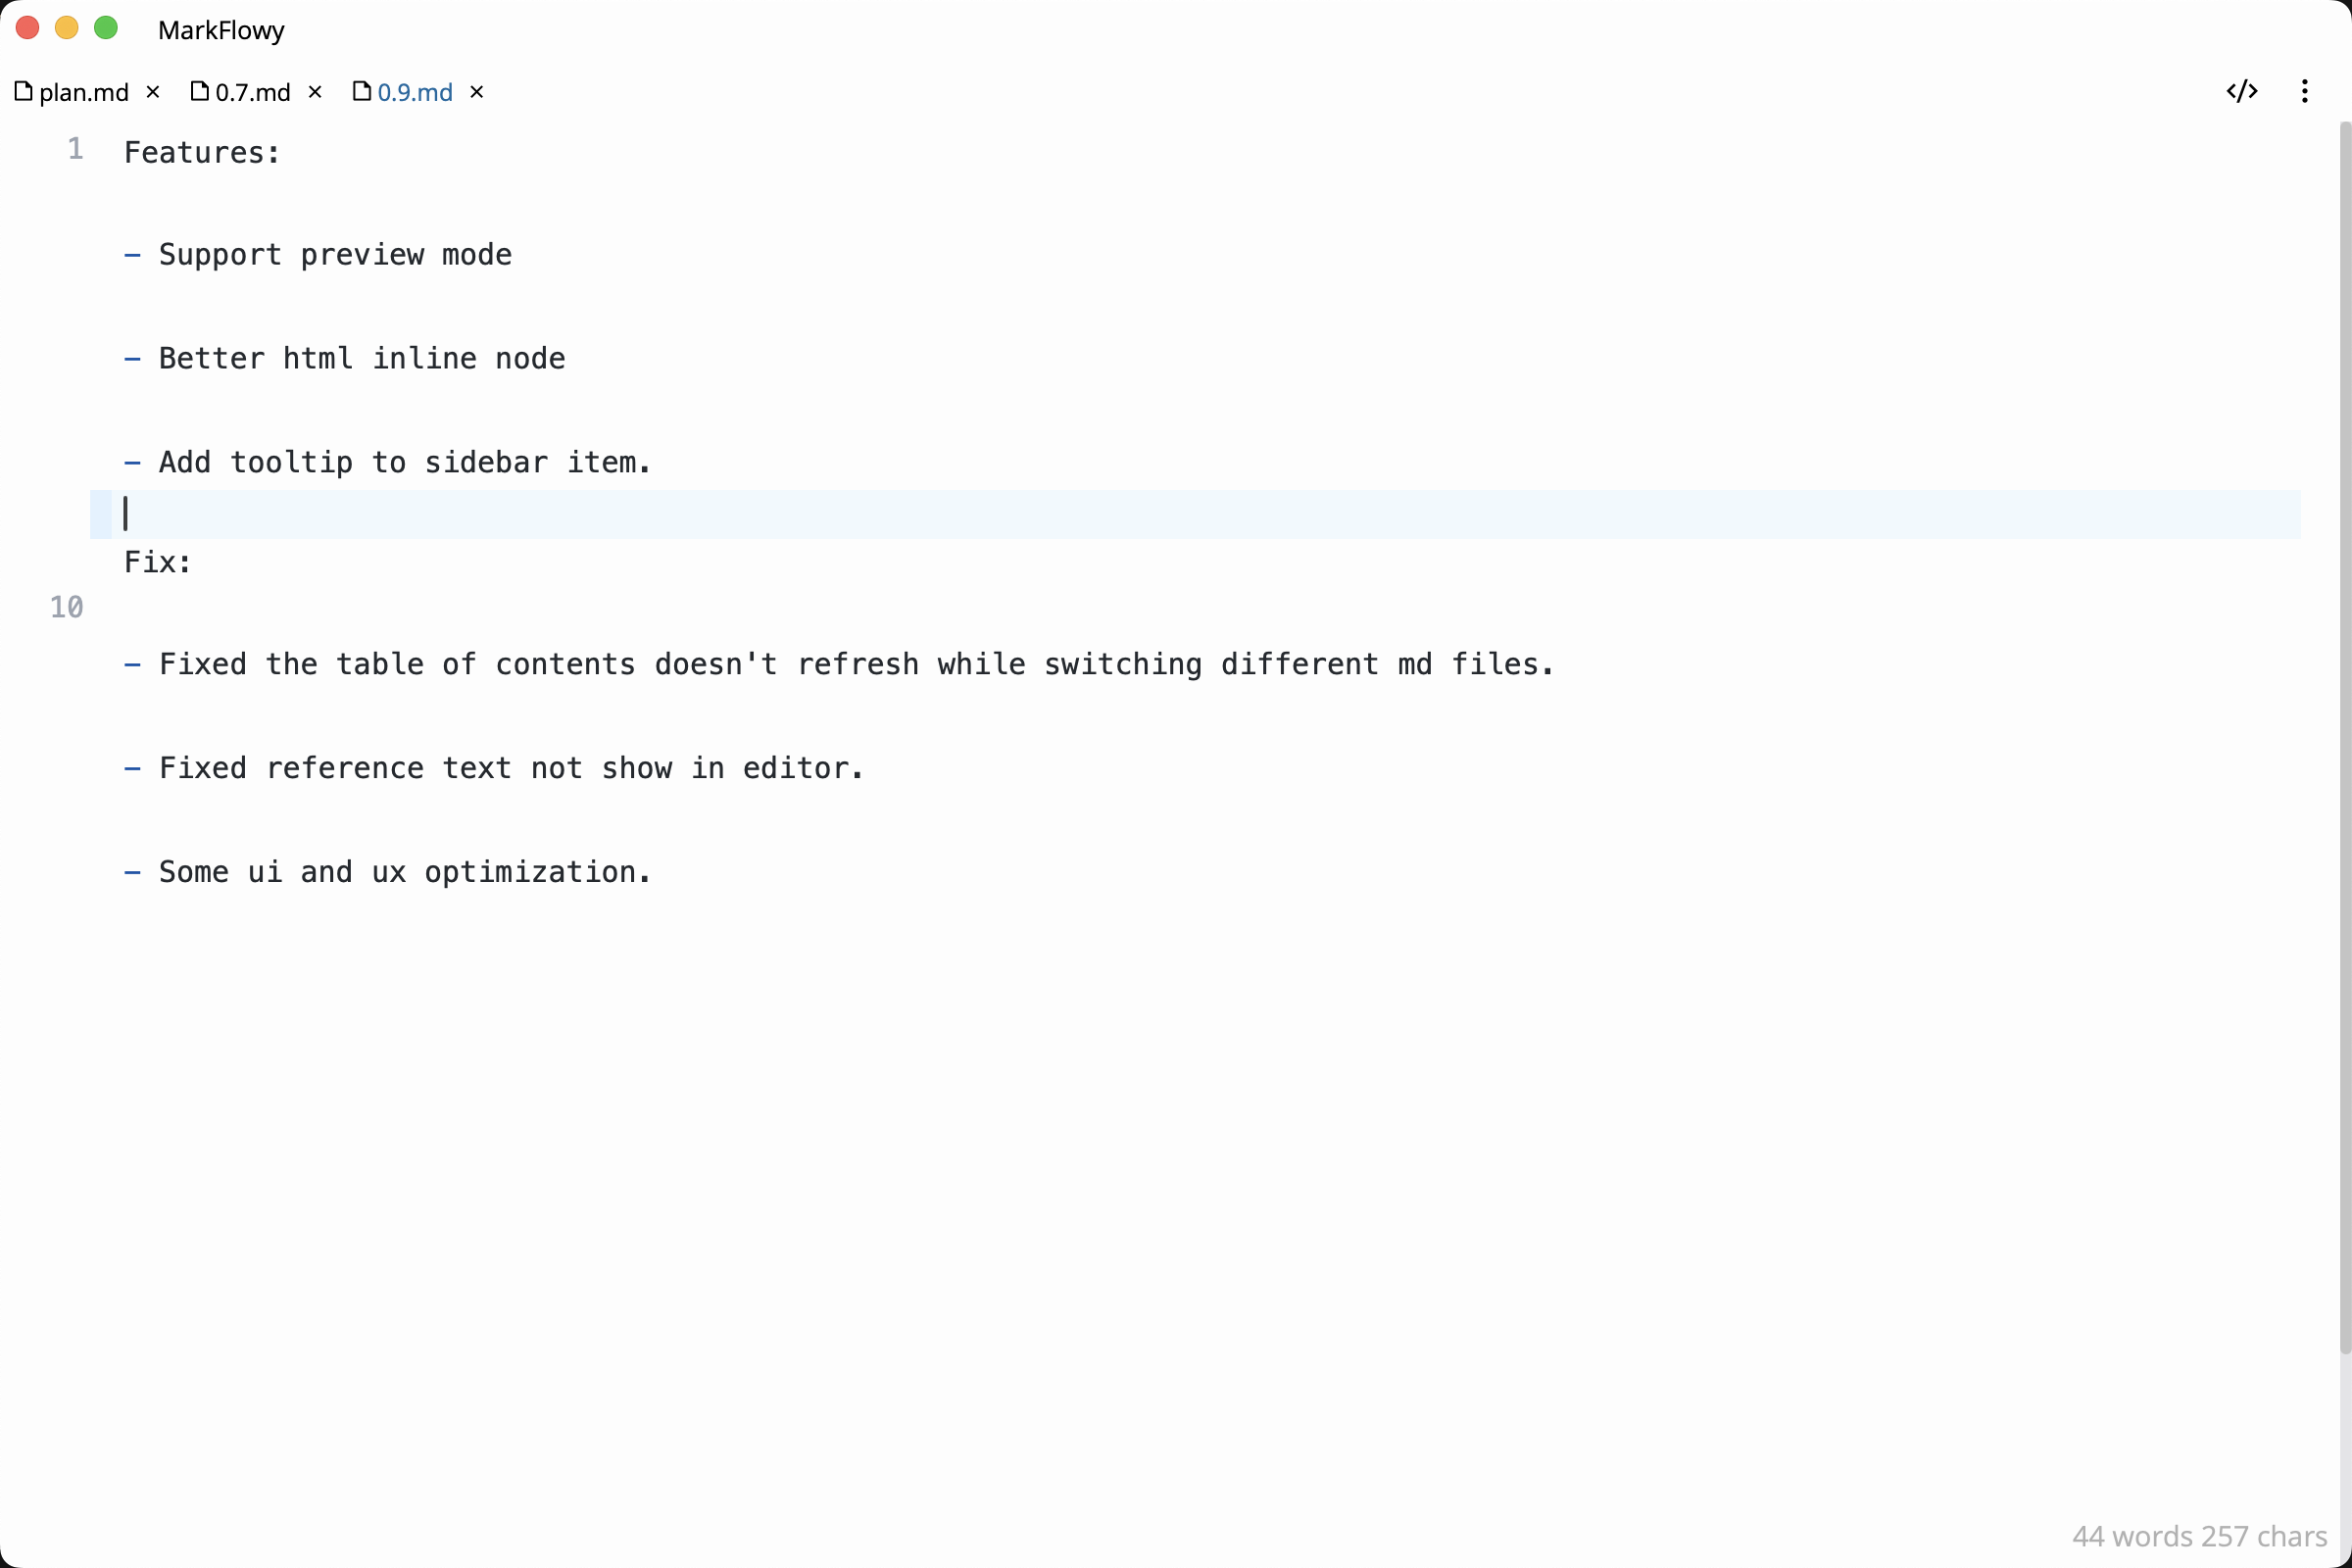 MarkFlowy
plan.md × 0.7.md × 0.9.md ×
1 Features:
- Support preview mode
- Better html inline node
- Add tooltip to sidebar item.
Fix:
10
- Fixed the table of contents doesn't refresh while switching different md files.
- Fixed reference text not show in editor.
- Some ui and ux optimization.
44 words 257 chars